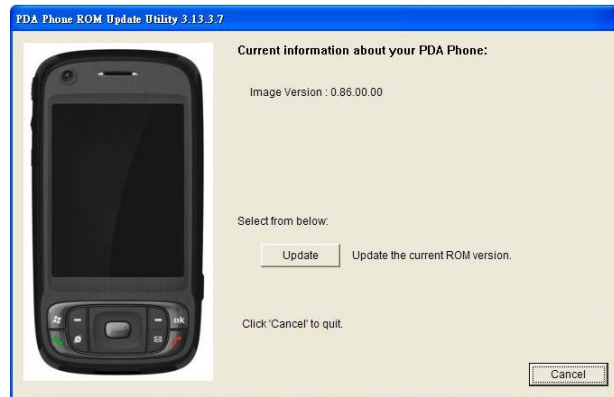 PDA Phone ROM Update Utility 3.13.3.7
Current information about your PDA Phone:
Image Version : 0.86.00.00
Select from below:
Update
Update the current ROM version.
Click 'Cancel' to quit.
ok
Cancel